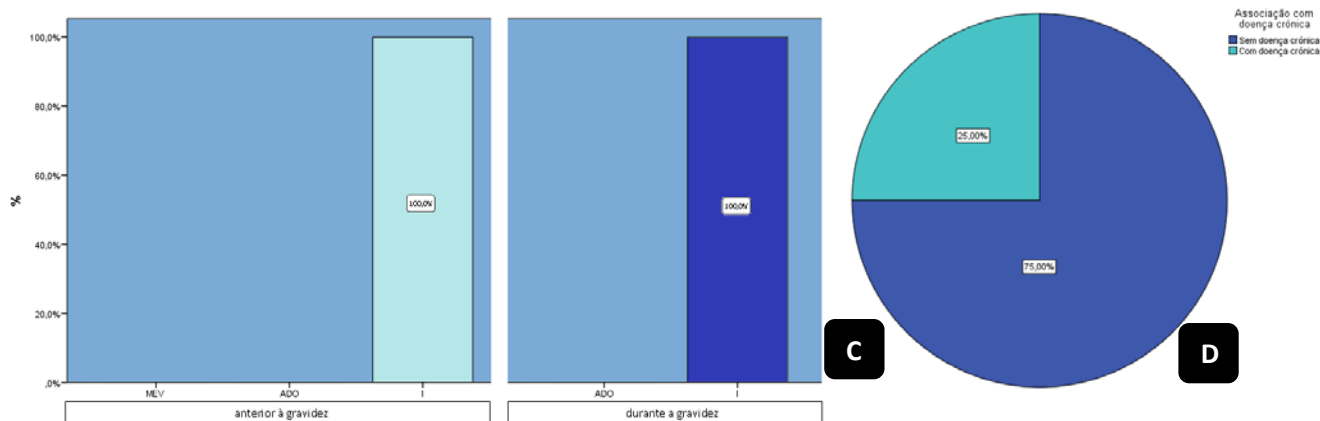 100,0%
80,0%
60,0%
40,0%
20,0%
,0%
%
100,0%
100,0%
MEV
ADO
I
ADO
I
anterior à gravidez
durante a gravidez
C
25,00%
75,00%
D
Associação com
doença crónica
Sem doença crónica
Com doença crónica